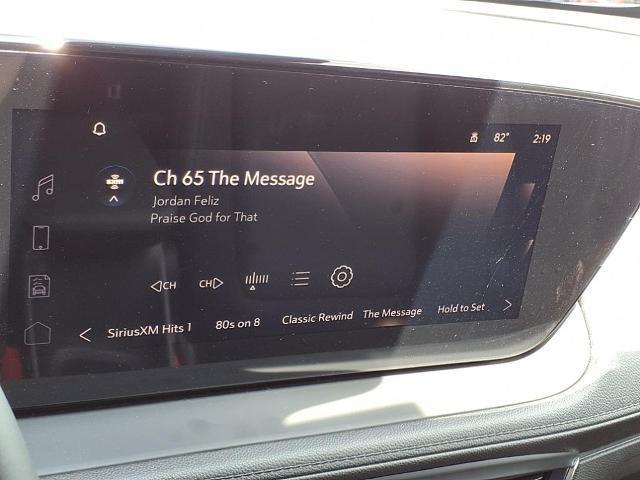 82° 2:19
Ch 65 The Message
Jordan Feliz
Praise God for That
CH CH
SiriusXM Hits 1 80s on 8 Classic Rewind The Message Hold to Set